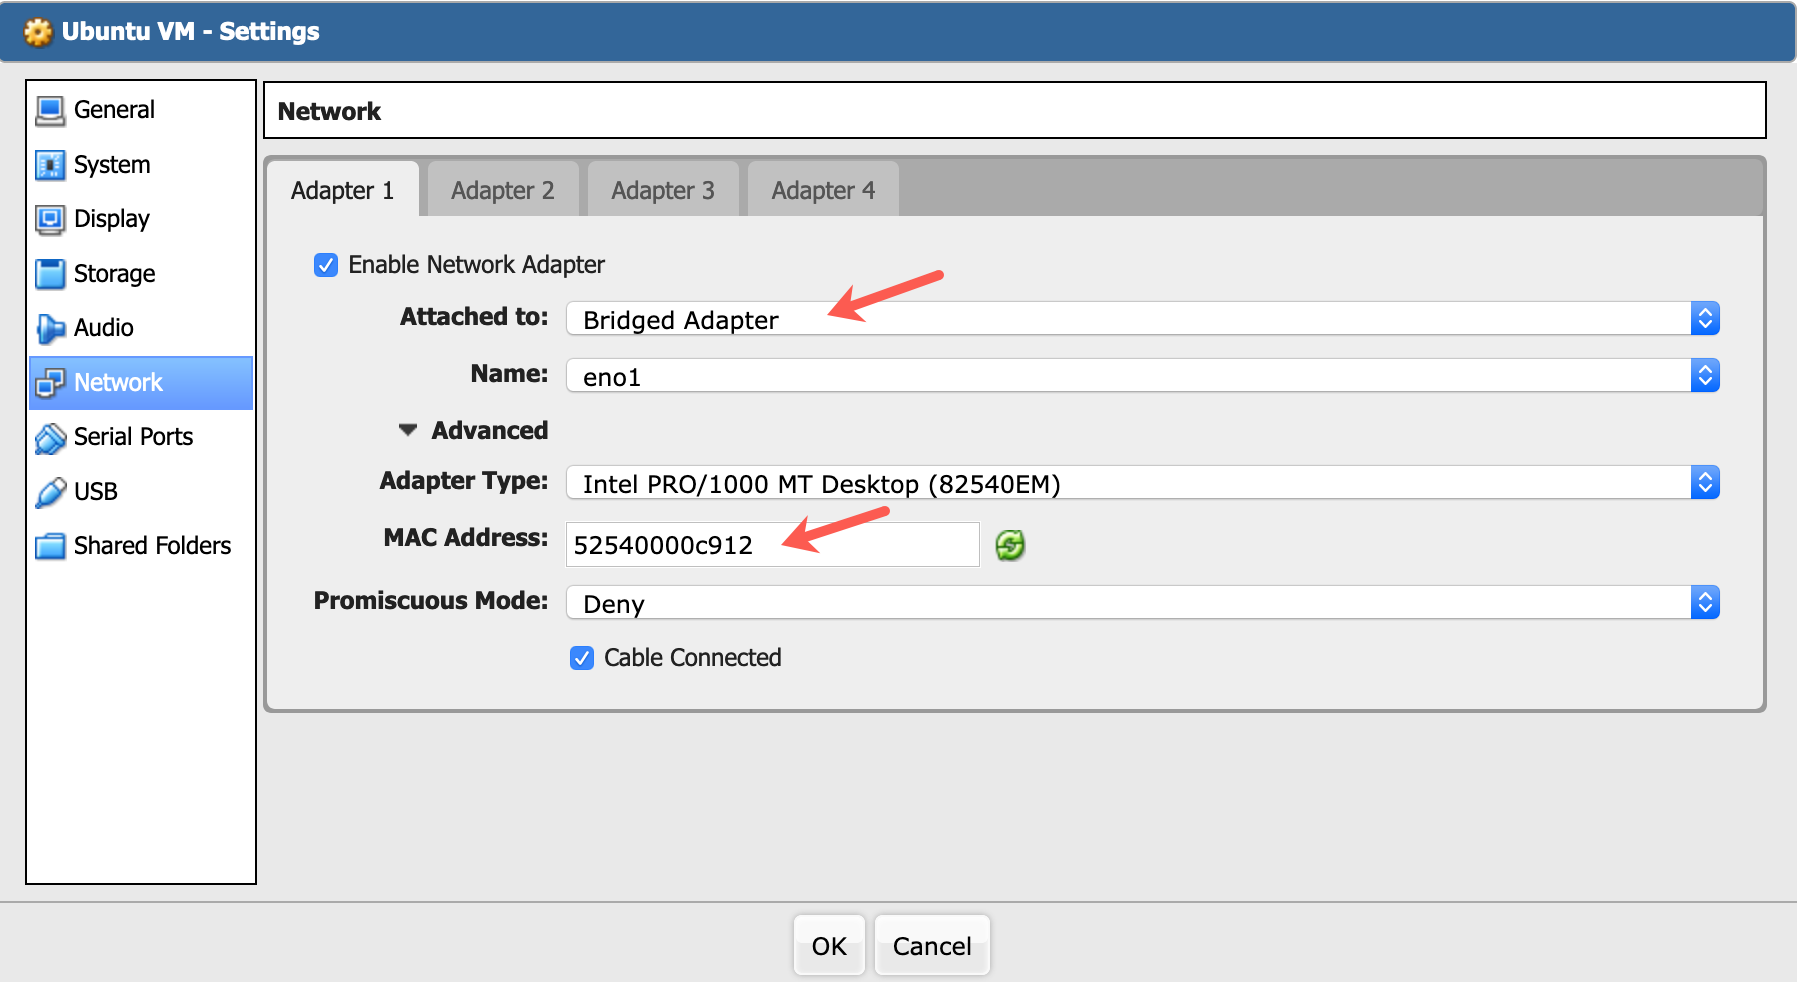 Ubuntu VM - Settings
General
System
Display
Storage
Audio
Network
Serial Ports
USB
Shared Folders
Network
Adapter 1 Adapter 2 Adapter 3 Adapter 4
Enable Network Adapter
Attached to: Bridged Adapter
Name: eno1
Advanced
Adapter Type: Intel PRO/1000 MT Desktop (82540EM)
MAC Address: 52540000c912
Promiscuous Mode: Deny
Cable Connected
OK Cancel